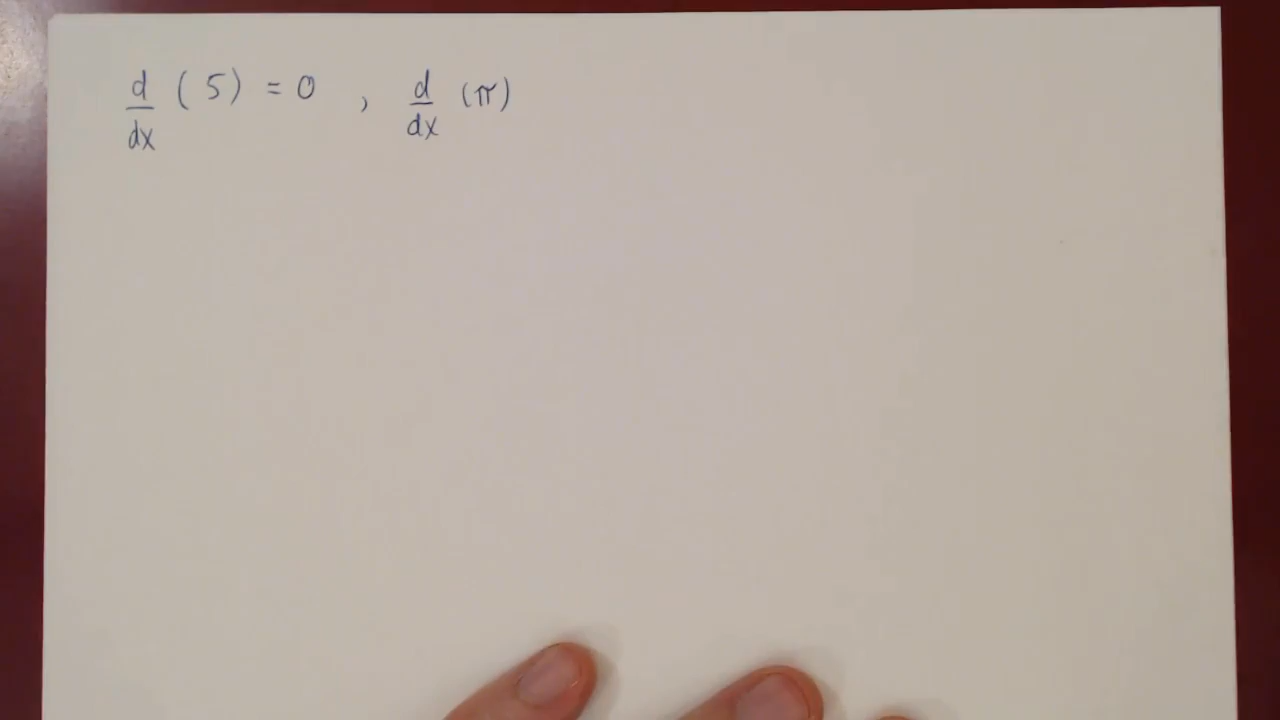 d/dx (5) = 0 , d/dx (π)